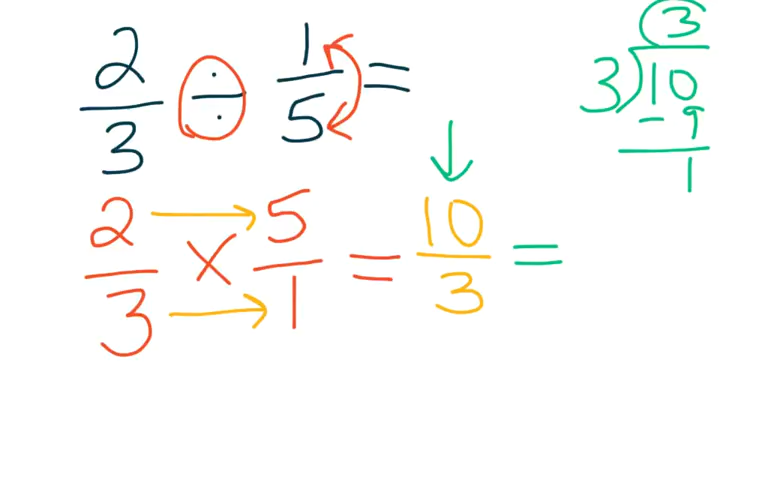 2/3 ÷ 1/5 =
2/3 × 5/1 = 10/3 =
3
3)10
- 9
1